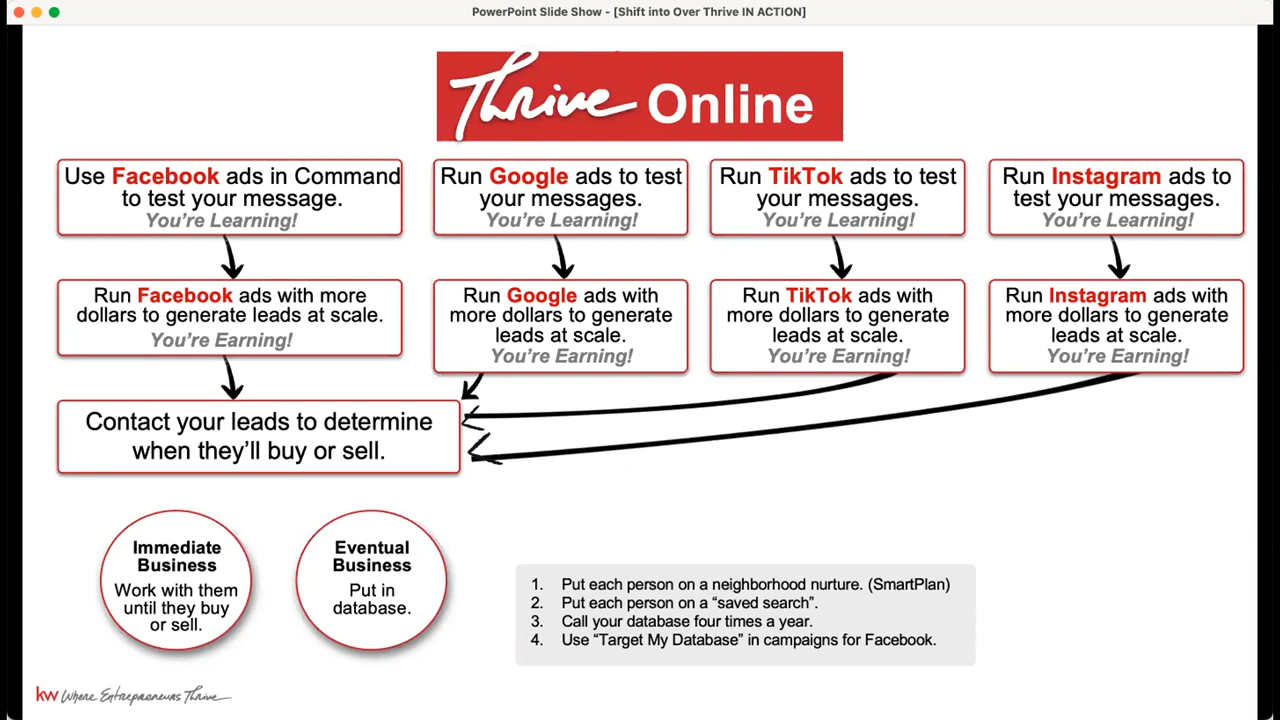 PowerPoint Slide Show - [Shift into Over Thrive IN ACTION]
Thrive Online
Use Facebook ads in Command
to test your message.
You're Learning!
Run Google ads to test
your messages.
You're Learning!
Run TikTok ads to test
your messages.
You're Learning!
Run Instagram ads to
test your messages.
You're Learning!
Run Facebook ads with more
dollars to generate leads at scale.
You're Earning!
Run Google ads with
more dollars to generate
leads at scale.
You're Earning!
Run TikTok ads with
more dollars to generate
leads at scale.
You're Earning!
Run Instagram ads with
more dollars to generate
leads at scale.
You're Earning!
Contact your leads to determine
when they'll buy or sell.
Immediate
Business
Work with them
until they buy
or sell.
Eventual
Business
Put in
database.
1. Put each person on a neighborhood nurture. (SmartPlan)
2. Put each person on a “saved search”.
3. Call your database four times a year.
4. Use “Target My Database” in campaigns for Facebook.
kw Where Entrepreneurs Thrive